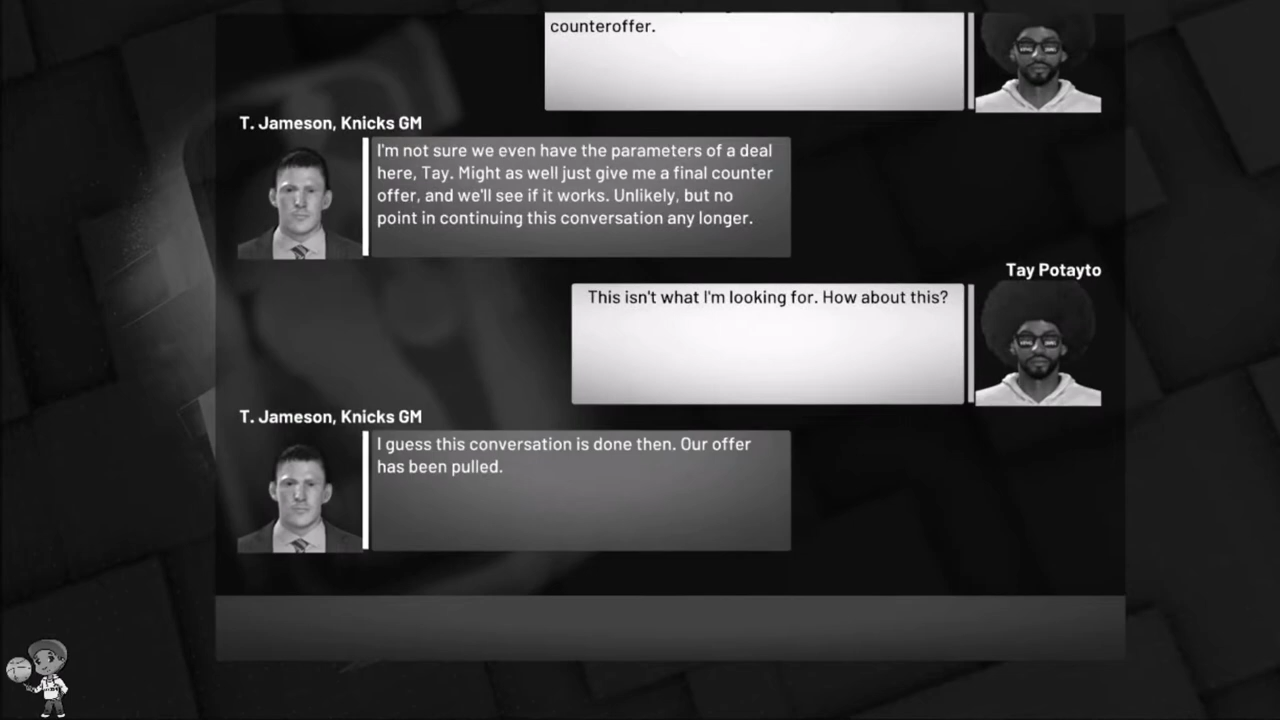 counteroffer.
T. Jameson, Knicks GM
I'm not sure we even have the parameters of a deal
here, Tay. Might as well just give me a final counter
offer, and we'll see if it works. Unlikely, but no
point in continuing this conversation any longer.
Tay Potayto
This isn't what I'm looking for. How about this?
T. Jameson, Knicks GM
I guess this conversation is done then. Our offer
has been pulled.